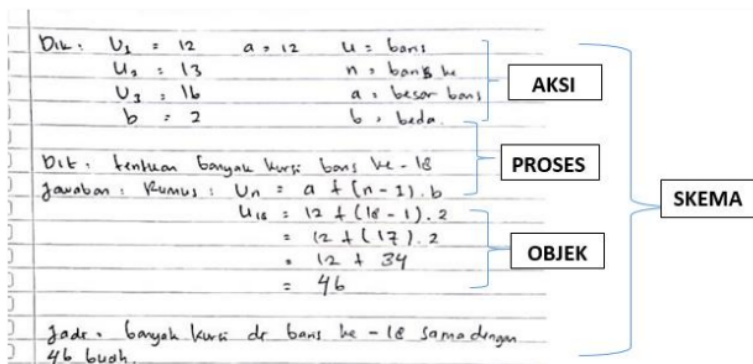 Dik : U1 = 12 a = 12 u = baris
U2 = 13 n = baris ke
U3 = 16 a = besar baris
b = 2 b = beda.
AKSI
Dit : tentukan banyak kursi baris ke - 18
PROSES
Jawaban : Rumus : Un = a + (n - 1) . b
U18 = 12 + (18 - 1) . 2
= 12 + (17) . 2
= 12 + 34
= 46
OBJEK
SKEMA
Jadi = banyak kursi di baris ke - 18 sama dengan
46 buah.